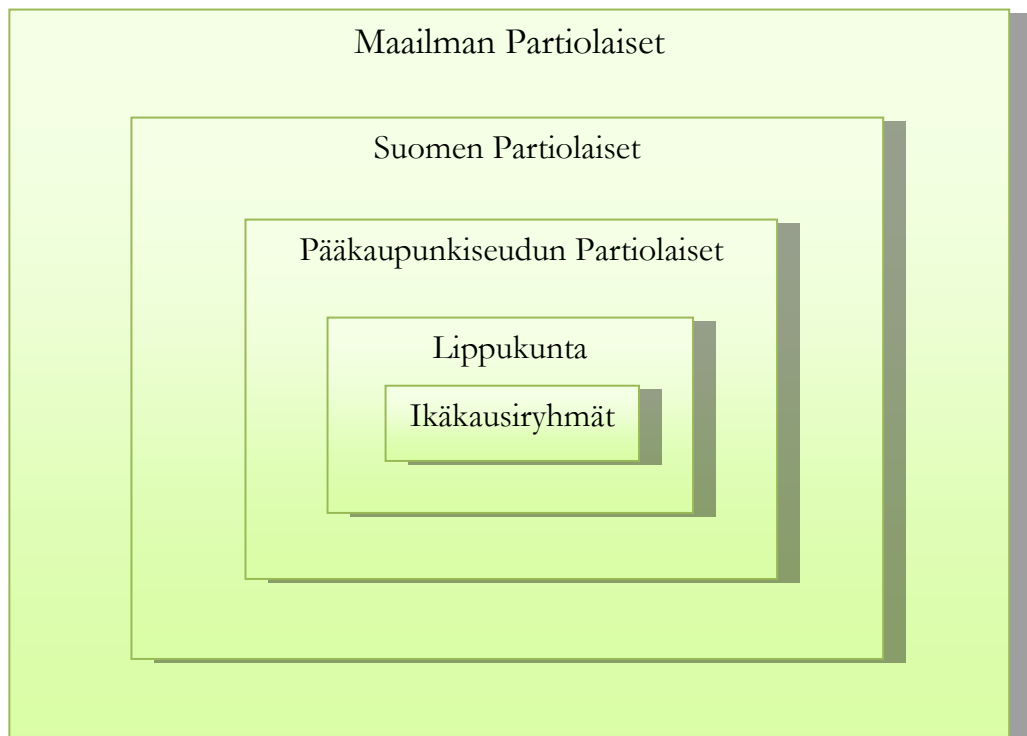 Maailman Partiolaiset
Suomen Partiolaiset
Pääkaupunkiseudun Partiolaiset
Lippukunta
Ikäkausiryhmät